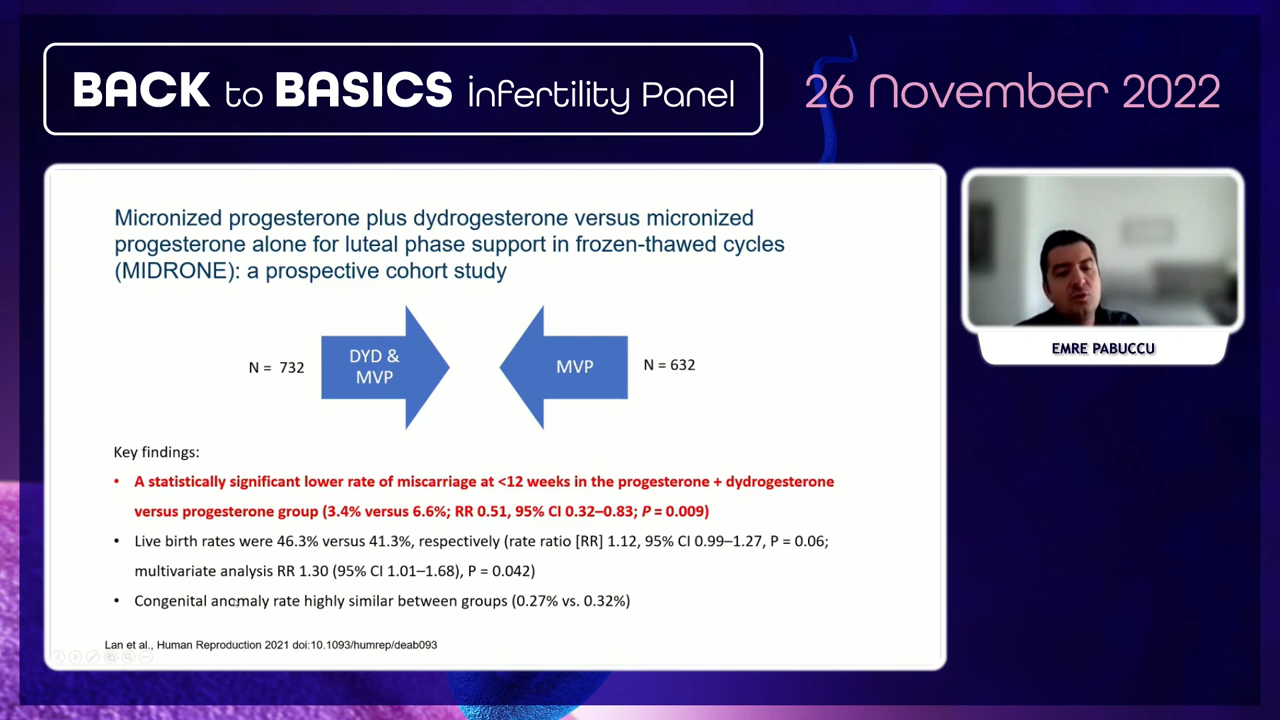 BACK to BASICS infertility Panel
26 November 2022
Micronized progesterone plus dydrogesterone versus micronized
progesterone alone for luteal phase support in frozen-thawed cycles
(MIDRONE): a prospective cohort study
N = 732
DYD &
MVP
MVP
N = 632
Key findings:
• A statistically significant lower rate of miscarriage at <12 weeks in the progesterone + dydrogesterone
versus progesterone group (3.4% versus 6.6%; RR 0.51, 95% CI 0.32–0.83; P = 0.009)
• Live birth rates were 46.3% versus 41.3%, respectively (rate ratio [RR] 1.12, 95% CI 0.99–1.27, P = 0.06;
multivariate analysis RR 1.30 (95% CI 1.01–1.68), P = 0.042)
• Congenital anomaly rate highly similar between groups (0.27% vs. 0.32%)
Lan et al., Human Reproduction 2021 doi:10.1093/humrep/deab093
EMRE PABUCCU